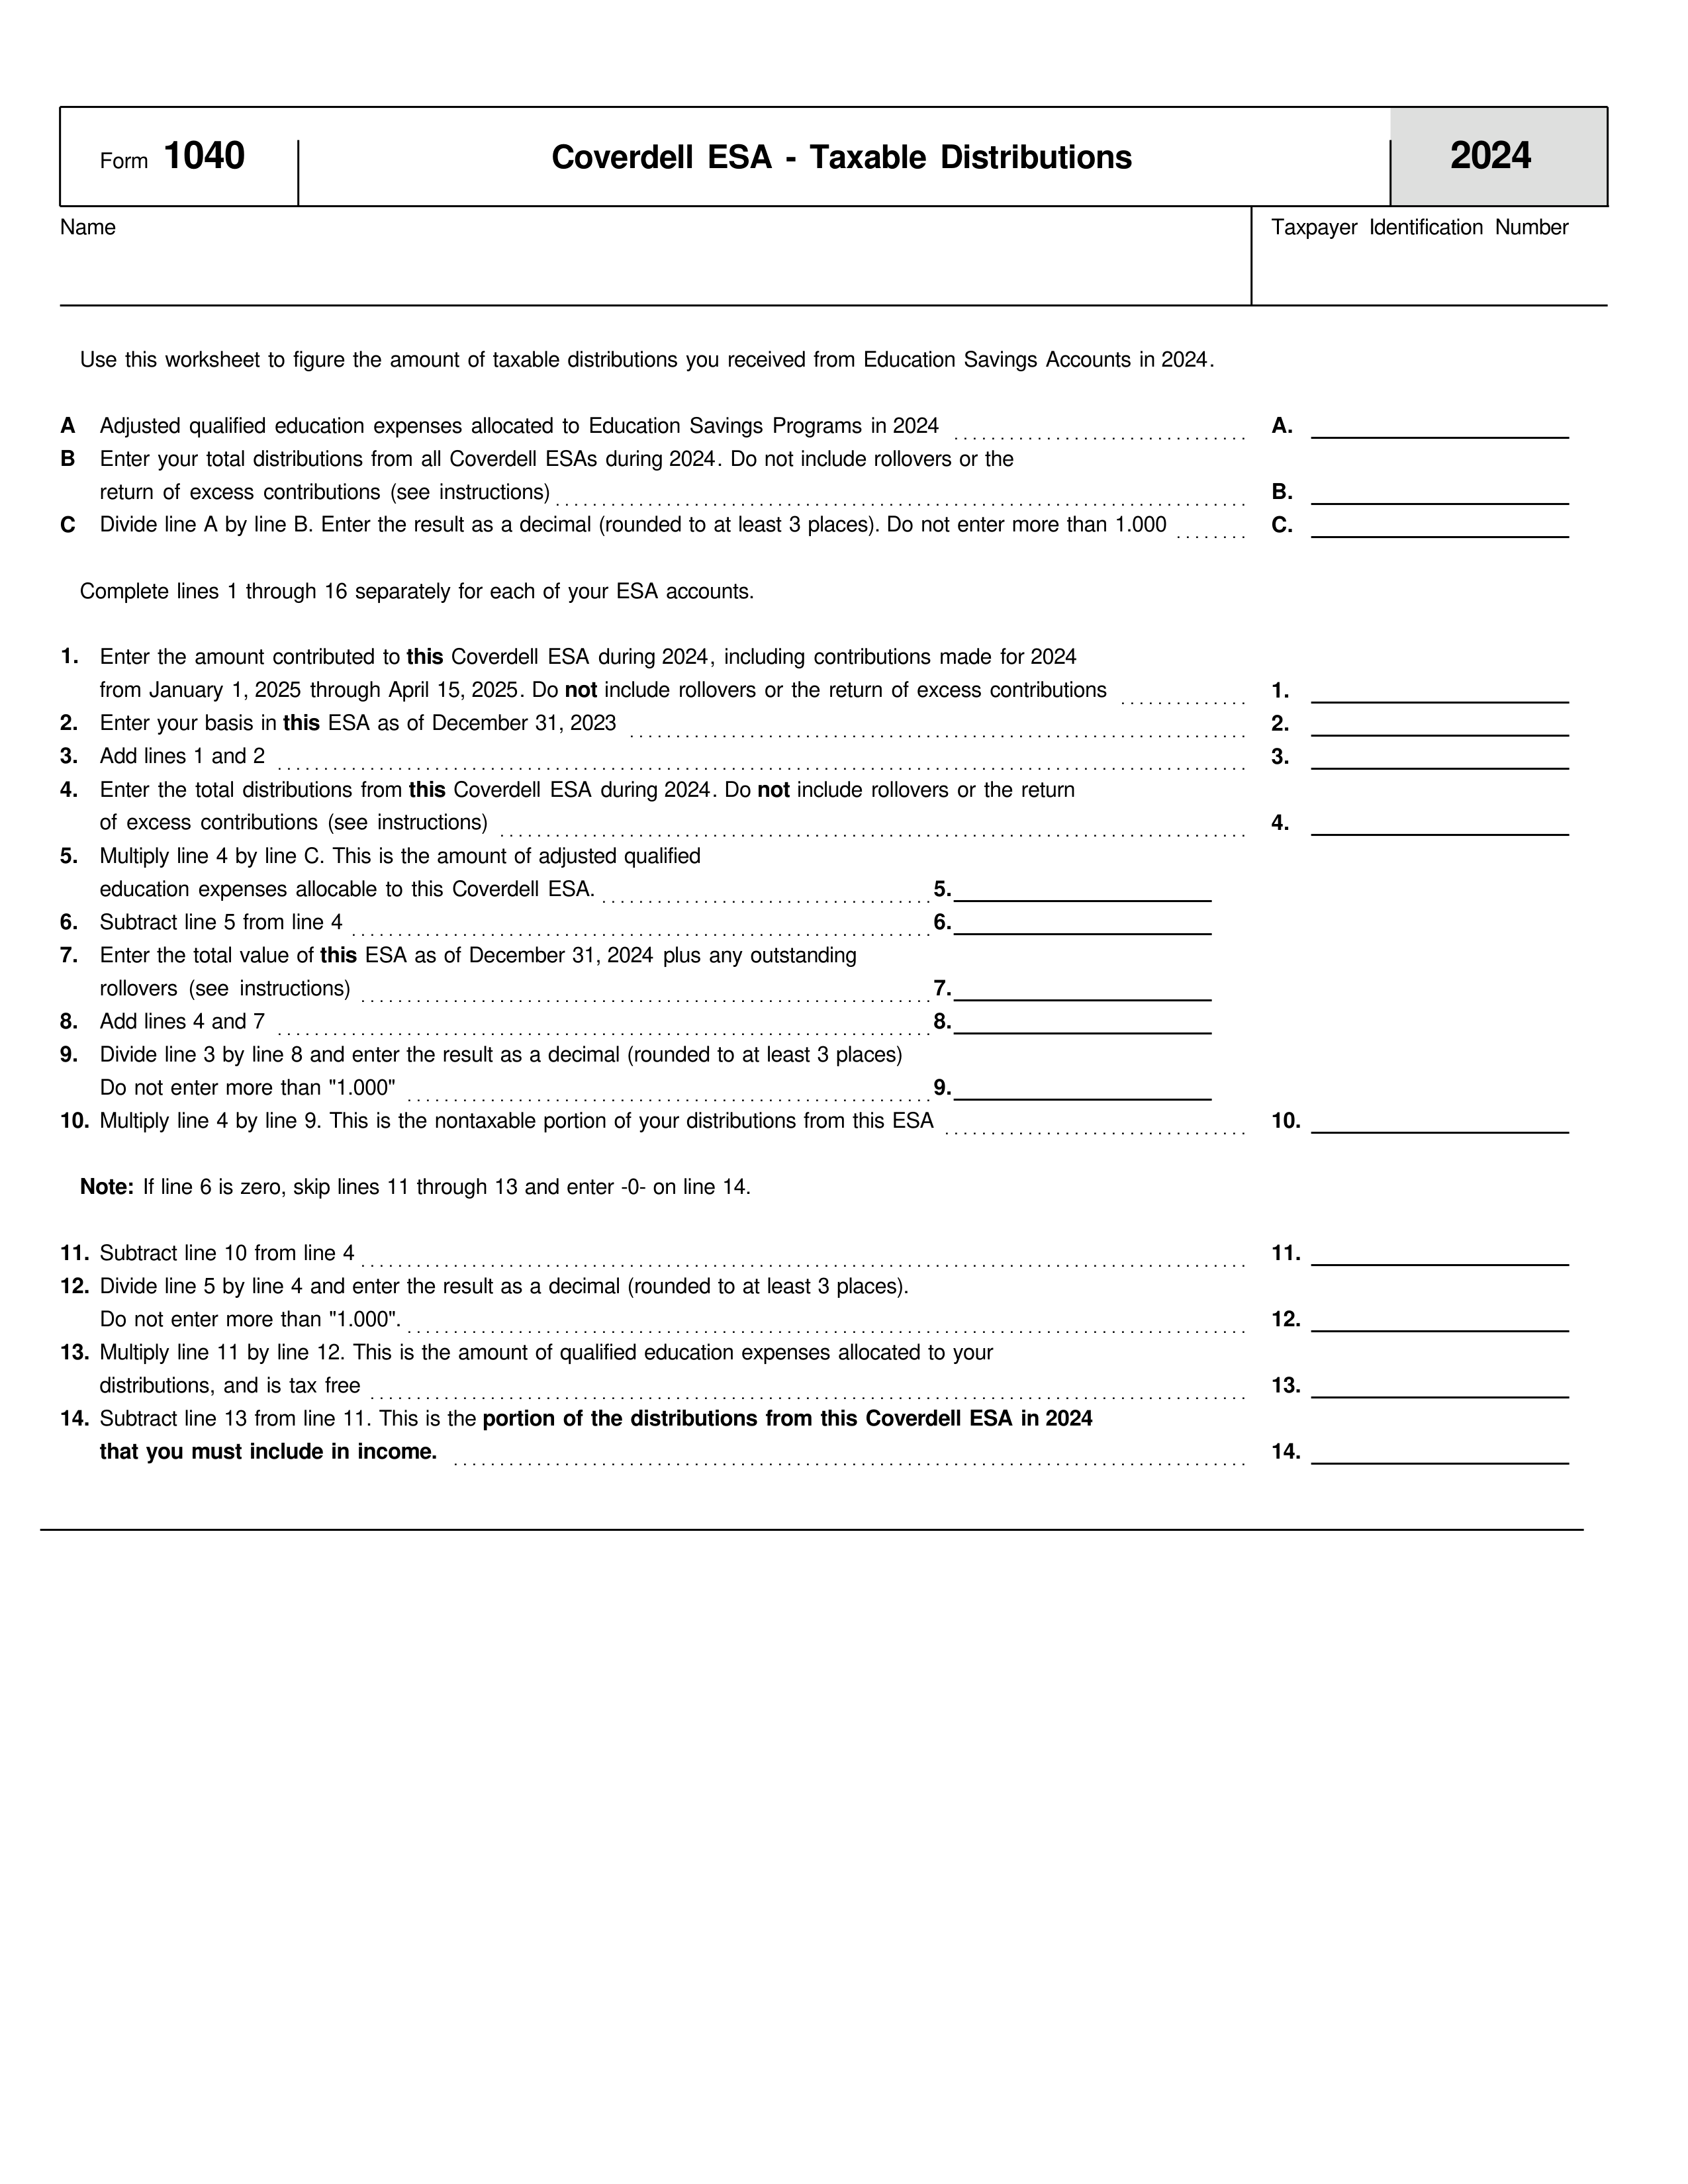 Form 1040 Coverdell ESA - Taxable Distributions 2024
Name Taxpayer Identification Number
Use this worksheet to figure the amount of taxable distributions you received from Education Savings Accounts in 2024.
A Adjusted qualified education expenses allocated to Education Savings Programs in 2024 A.
B Enter your total distributions from all Coverdell ESAs during 2024. Do not include rollovers or the
return of excess contributions (see instructions) B.
C Divide line A by line B. Enter the result as a decimal (rounded to at least 3 places). Do not enter more than 1.000 C.
Complete lines 1 through 16 separately for each of your ESA accounts.
1. Enter the amount contributed to this Coverdell ESA during 2024, including contributions made for 2024
from January 1, 2025 through April 15, 2025. Do not include rollovers or the return of excess contributions 1.
2. Enter your basis in this ESA as of December 31, 2023 2.
3. Add lines 1 and 2 3.
4. Enter the total distributions from this Coverdell ESA during 2024. Do not include rollovers or the return
of excess contributions (see instructions) 4.
5. Multiply line 4 by line C. This is the amount of adjusted qualified
education expenses allocable to this Coverdell ESA. 5.
6. Subtract line 5 from line 4 6.
7. Enter the total value of this ESA as of December 31, 2024 plus any outstanding
rollovers (see instructions) 7.
8. Add lines 4 and 7 8.
9. Divide line 3 by line 8 and enter the result as a decimal (rounded to at least 3 places)
Do not enter more than "1.000" 9.
10. Multiply line 4 by line 9. This is the nontaxable portion of your distributions from this ESA 10.
Note: If line 6 is zero, skip lines 11 through 13 and enter -0- on line 14.
11. Subtract line 10 from line 4 11.
12. Divide line 5 by line 4 and enter the result as a decimal (rounded to at least 3 places).
Do not enter more than "1.000". 12.
13. Multiply line 11 by line 12. This is the amount of qualified education expenses allocated to your
distributions, and is tax free 13.
14. Subtract line 13 from line 11. This is the portion of the distributions from this Coverdell ESA in 2024
that you must include in income. 14.